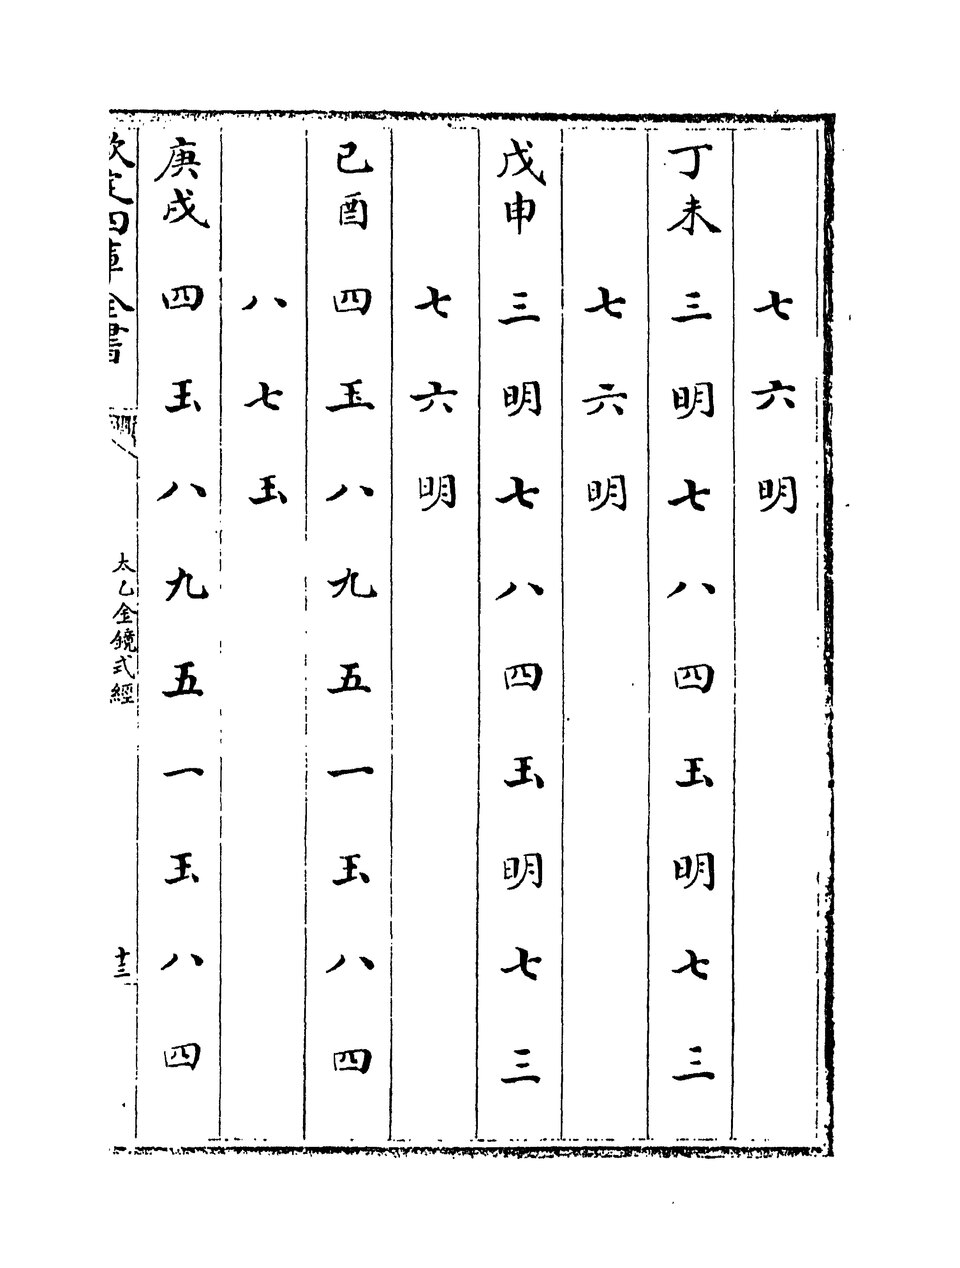 七六明
丁未三明七八四玉明七三
七六明
戊申三明七八四玉明七三
七六明
已酉四玉八九五一玉八四
八七玉
庚戌四玉八九五一玉八四
欽定四庫全書
太乙金鏡式經
十三